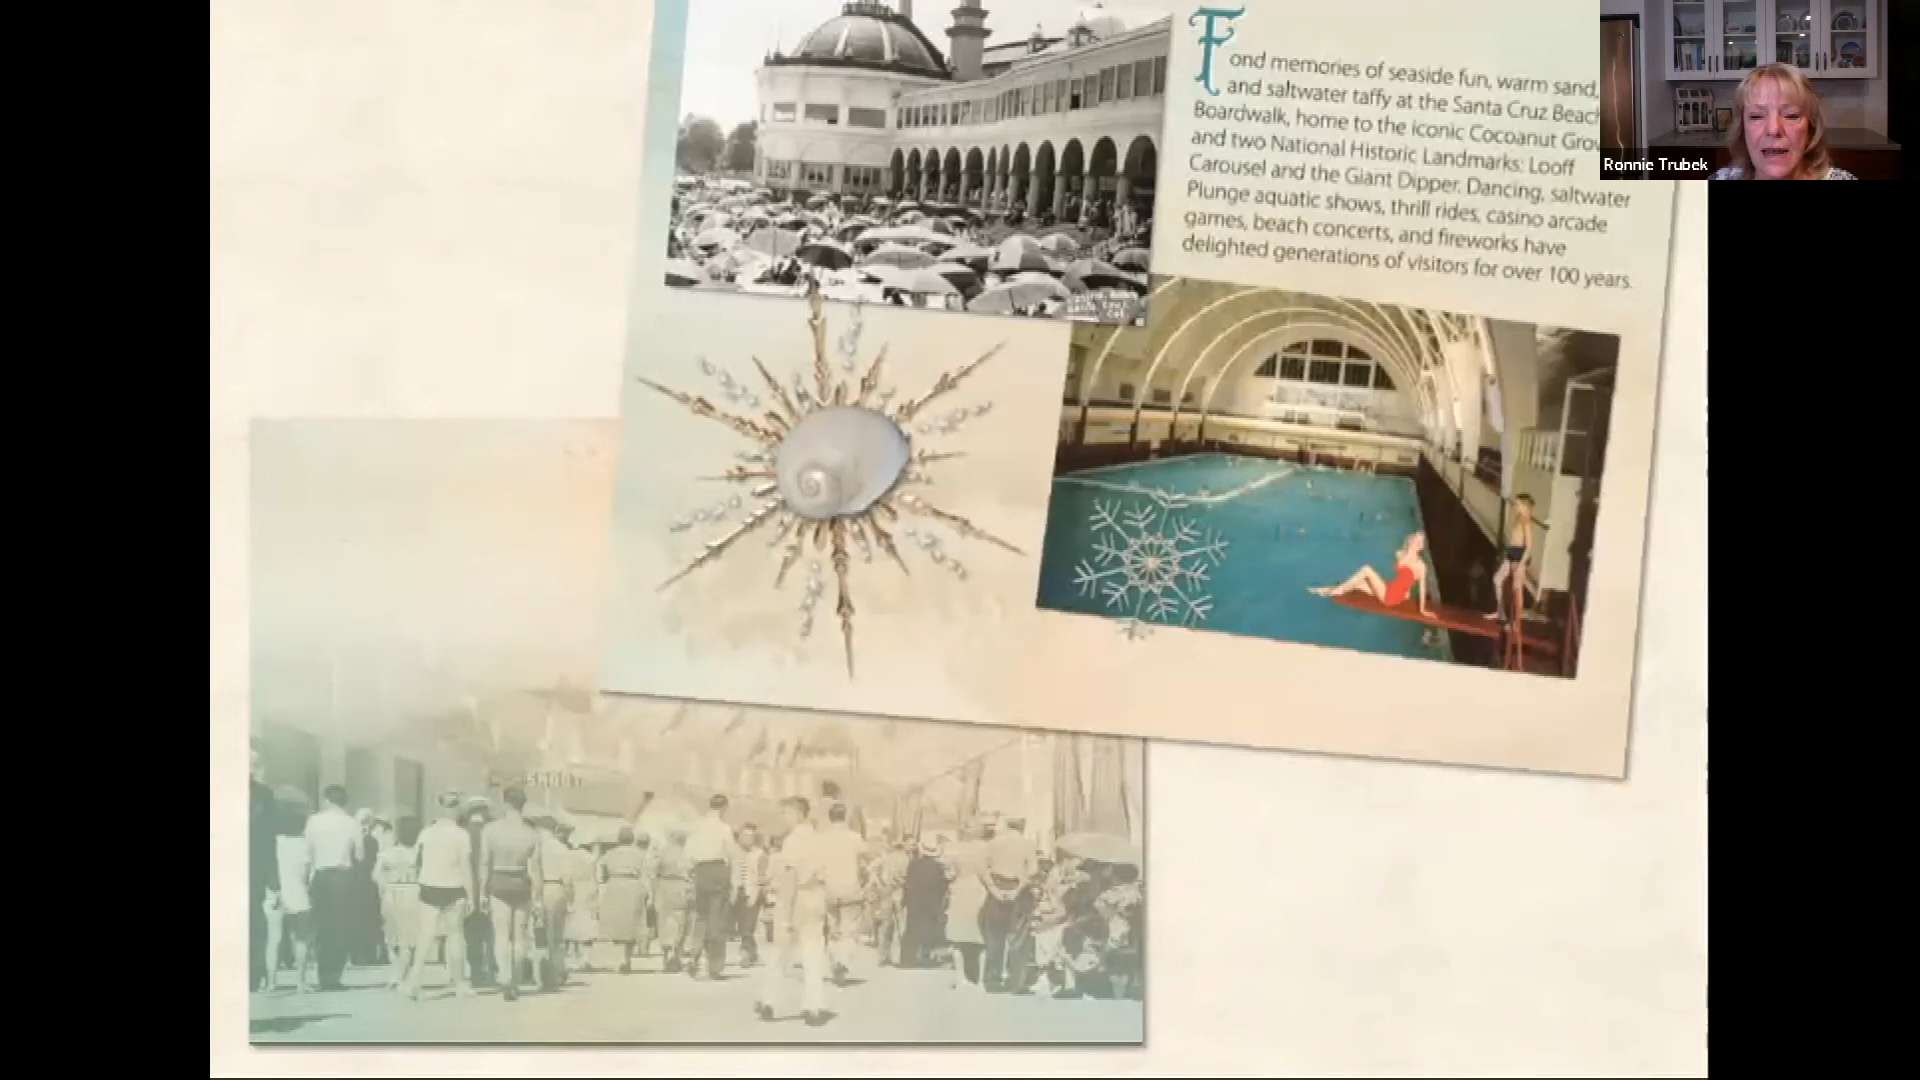 Fond memories of seaside fun, warm sand,
and saltwater taffy at the Santa Cruz Beach
Boardwalk, home to the iconic Cocoanut
and two National Historic Landmarks: Looff
Carousel and the Giant Dipper. Dancing, saltwater
Plunge aquatic shows, thrill rides, casino arcade
games, beach concerts, and fireworks have
delighted generations of visitors for over 100 years.
Ronnie Trubek